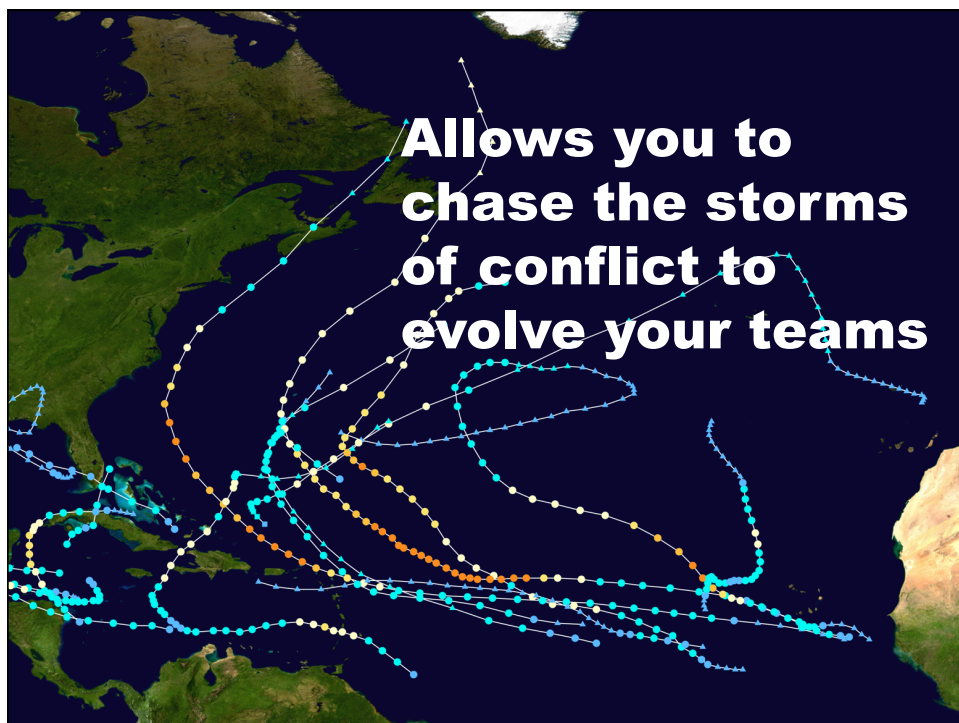 Allows you to
chase the storms
of conflict to
evolve your teams